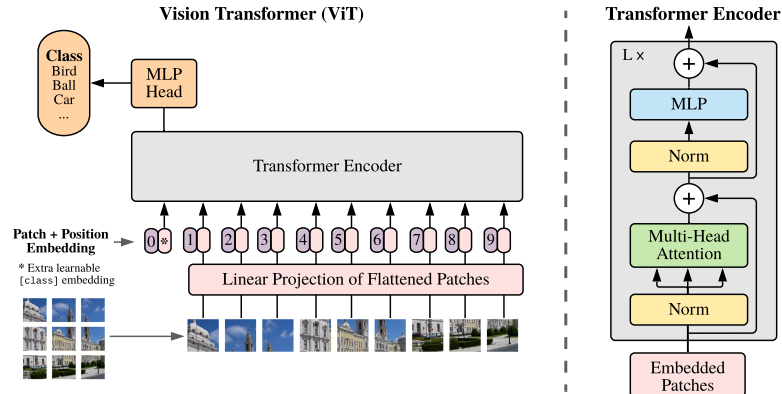 Vision Transformer (ViT)
Class
Bird
Ball
Car
...
MLP
Head
Transformer Encoder
Patch + Position
Embedding
0 * 1 2 3 4 5 6 7 8 9
* Extra learnable
[class] embedding
Linear Projection of Flattened Patches
Transformer Encoder
L ×
+
MLP
Norm
+
Multi-Head
Attention
Norm
Embedded
Patches